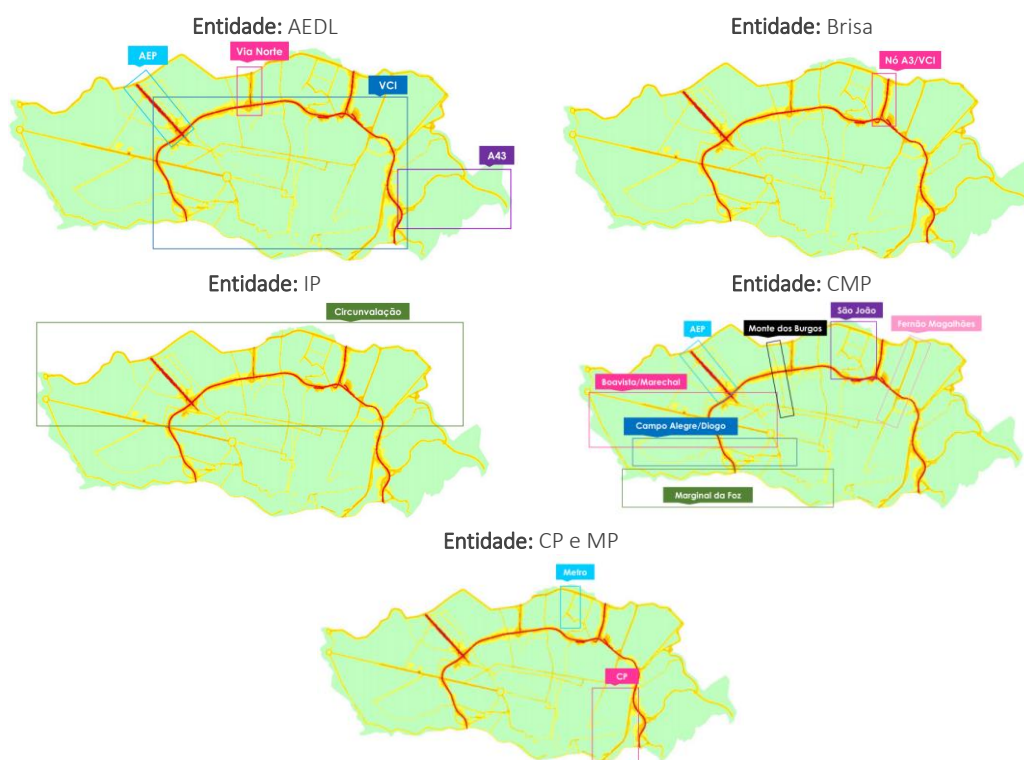 Entidade: AEDL
AEP
Via Norte
VCI
A43
Entidade: Brisa
Nó A3/VCI
Entidade: IP
Circunvalação
Entidade: CMP
AEP
Monte dos Burgos
São João
Fernão Magalhães
Boavista/Marechal
Campo Alegre/Diogo
Marginal da Foz
Entidade: CP e MP
Metro
CP